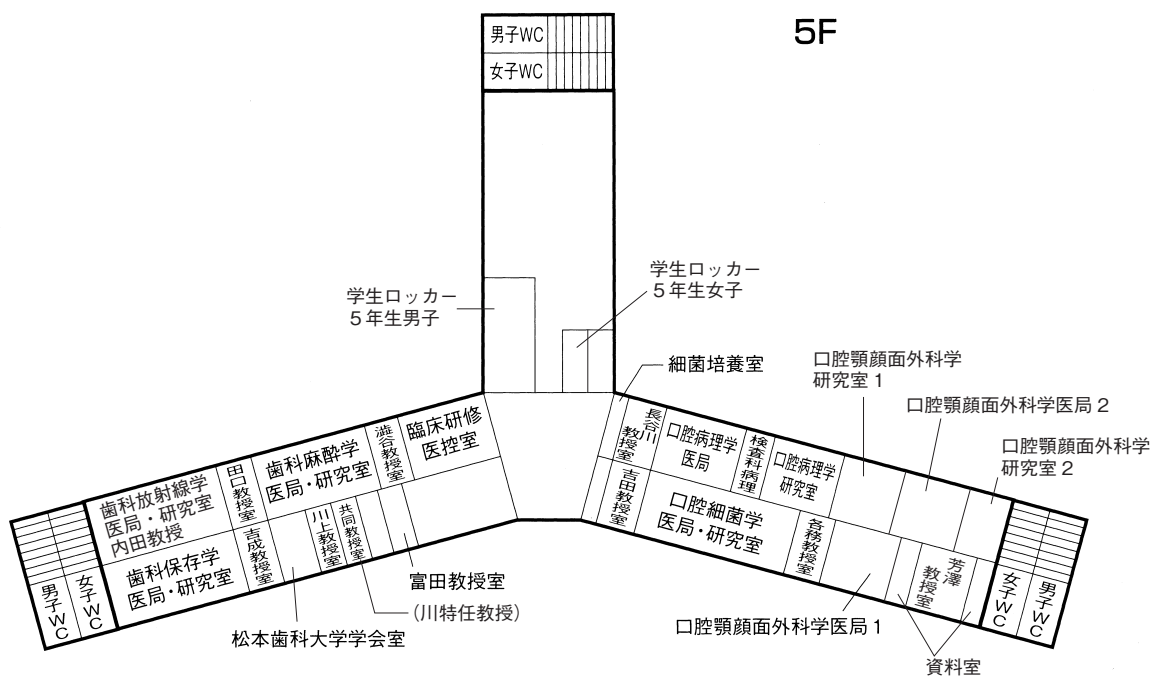 5F
男子WC
女子WC
学生ロッカー
5年生男子
学生ロッカー
5年生女子
細菌培養室
口腔顎顔面外科学
研究室1
口腔顎顔面外科学医局2
口腔顎顔面外科学
研究室2
臨床研修
医控室
澁谷教授室
歯科麻酔学
医局・研究室
田口教授室
歯科放射線学
医局・研究室
内田教授
男子WC
女子WC
歯科保存学
医局・研究室
吉成教授室
川上教授室
共同教授室
富田教授室
(川特任教授)
松本歯科大学学会室
長谷川
教授室
口腔病理学
医局
検査科病理
口腔病理学
研究室
吉田教授室
口腔細菌学
医局・研究室
各務教授室
芳澤
教授室
女子WC
男子WC
口腔顎顔面外科学医局1
資料室